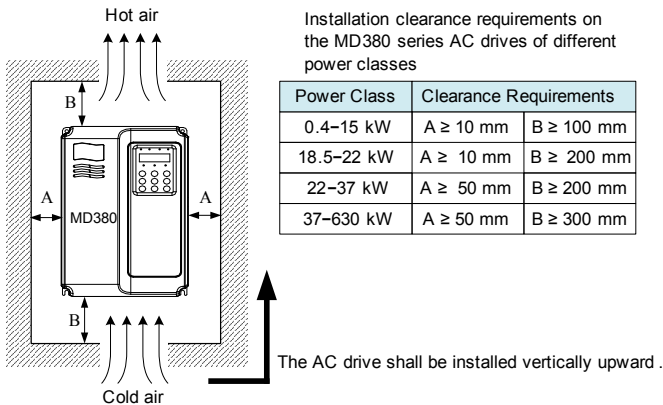 Hot air
Installation clearance requirements on
the MD380 series AC drives of different
power classes
Power Class Clearance Requirements
0.4–15 kW A ≥ 10 mm B ≥ 100 mm
18.5–22 kW A ≥ 10 mm B ≥ 200 mm
22–37 kW A ≥ 50 mm B ≥ 200 mm
37–630 kW A ≥ 50 mm B ≥ 300 mm
B
A
MD380
A
B
The AC drive shall be installed vertically upward .
Cold air